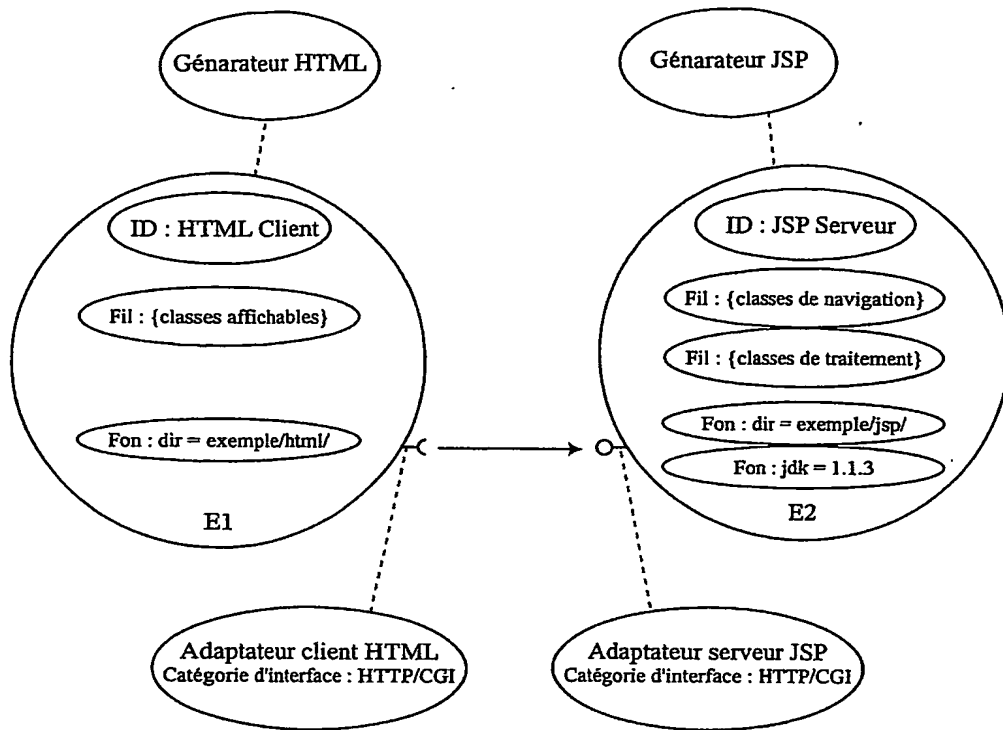 Génarateur HTML
Génarateur JSP
ID : HTML Client
Fil : {classes affichables}
Fon : dir = exemple/html/
E1
ID : JSP Serveur
Fil : {classes de navigation}
Fil : {classes de traitement}
Fon : dir = exemple/jsp/
Fon : jdk = 1.1.3
E2
Adaptateur client HTML
Catégorie d'interface : HTTP/CGI
Adaptateur serveur JSP
Catégorie d'interface : HTTP/CGI